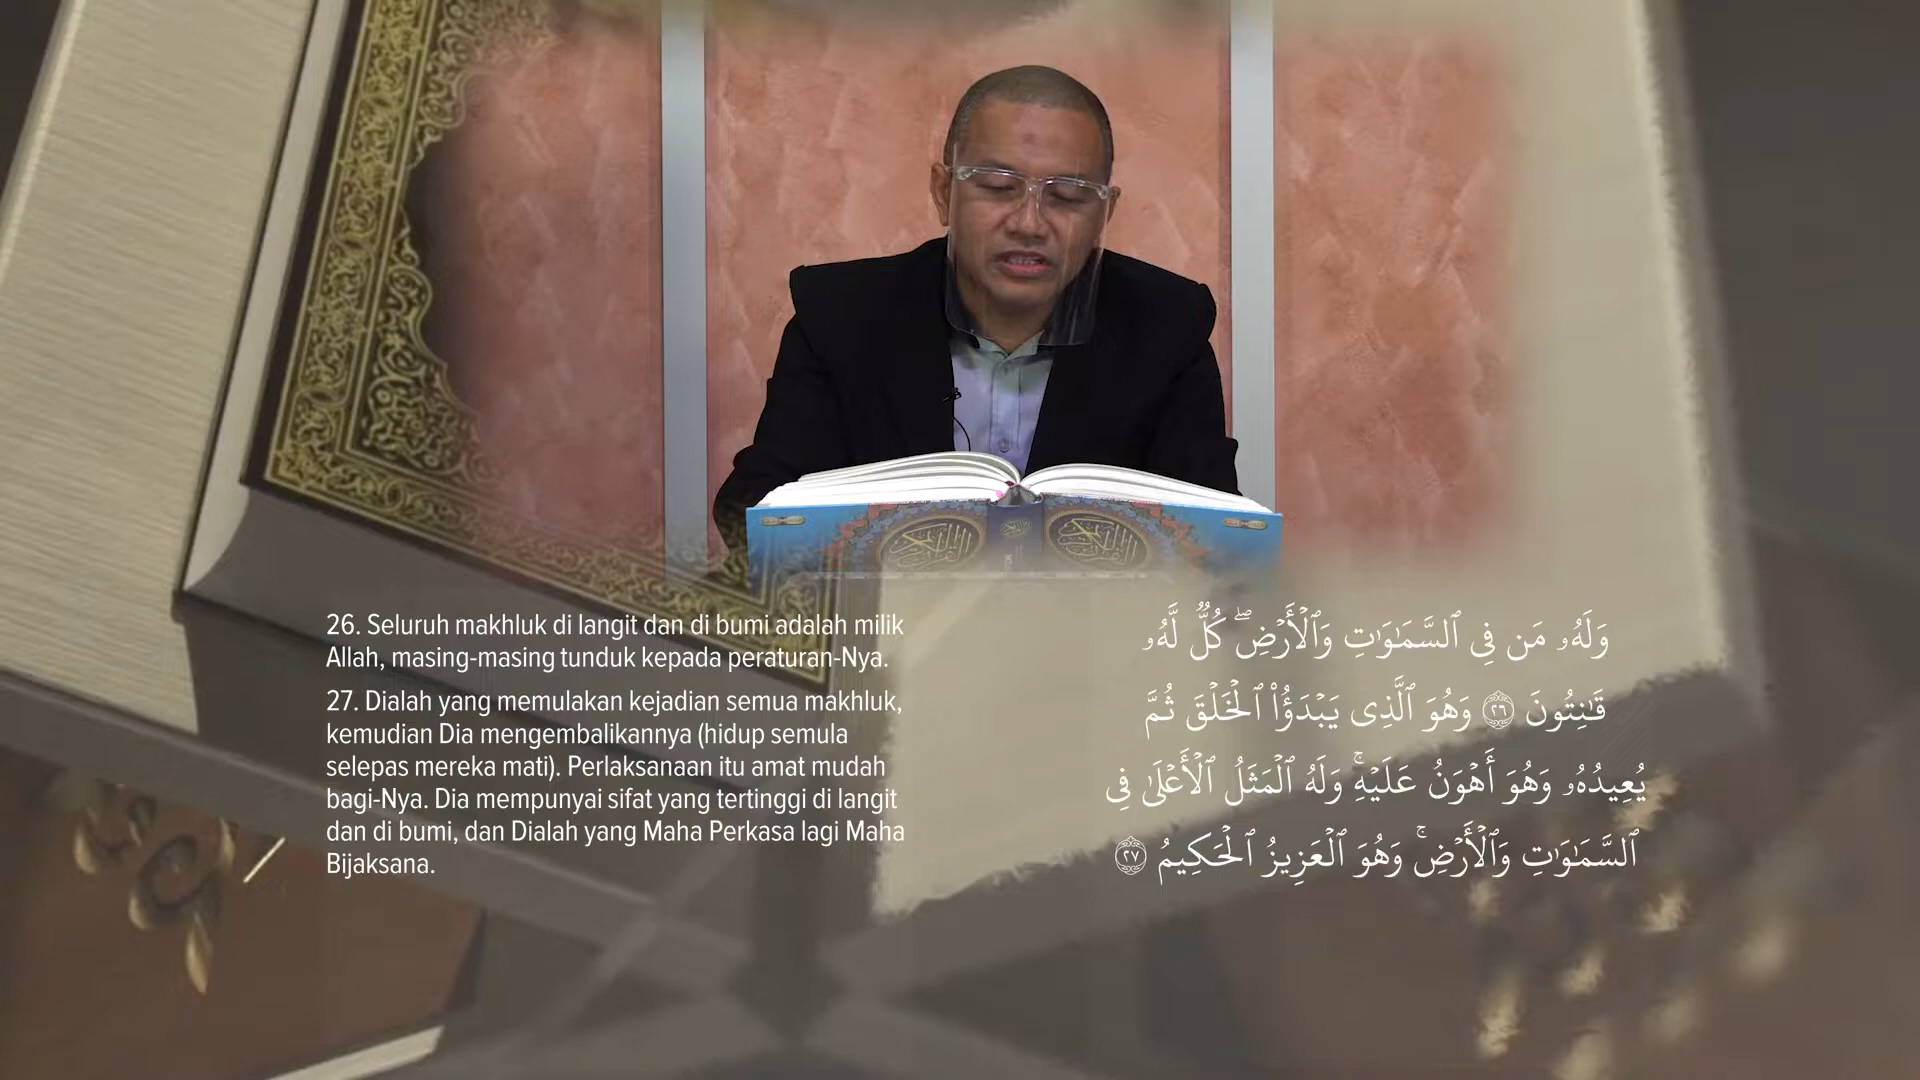 26. Seluruh makhluk di langit dan di bumi adalah milik
Allah, masing-masing tunduk kepada peraturan-Nya.
27. Dialah yang memulakan kejadian semua makhluk,
kemudian Dia mengembalikannya (hidup semula
selepas mereka mati). Perlaksanaan itu amat mudah
bagi-Nya. Dia mempunyai sifat yang tertinggi di langit
dan di bumi, dan Dialah yang Maha Perkasa lagi Maha
Bijaksana.
وَلَهُۥ مَن فِى ٱلسَّمَـٰوَٰتِ وَٱلْأَرْضِ ۖ كُلٌّ لَّهُۥ
قَـٰنِتُونَ ٢٦ وَهُوَ ٱلَّذِى يَبْدَؤُا۟ ٱلْخَلْقَ ثُمَّ
يُعِيدُهُۥ وَهُوَ أَهْوَنُ عَلَيْهِ ۚ وَلَهُ ٱلْمَثَلُ ٱلْأَعْلَىٰ فِى
ٱلسَّمَـٰوَٰتِ وَٱلْأَرْضِ ۚ وَهُوَ ٱلْعَزِيزُ ٱلْحَكِيمُ ٢٧